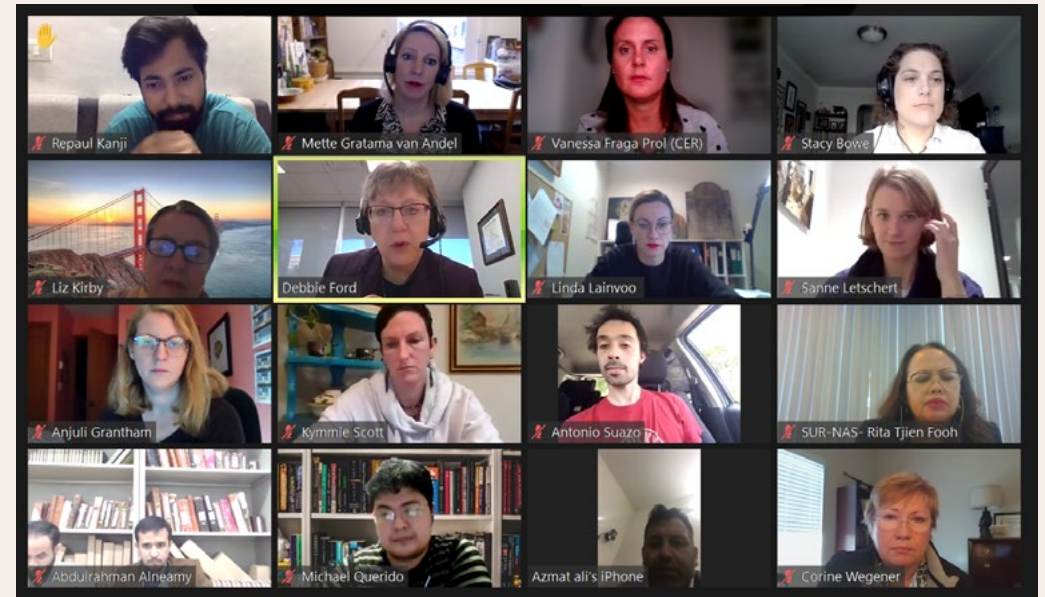 Repaul Kanji
Mette Gratama van Andel
Vanessa Fraga Prol (CER)
Stacy Bowe
Liz Kirby
Debbie Ford
Linda Lainvoo
Sanne Letschert
Anjuli Grantham
Kymmie Scott
Antonio Suazo
SUR-NAS- Rita Tjien Fooh
Abdulrahman Alneamy
Michael Querido
Azmat ali's iPhone
Corine Wegener